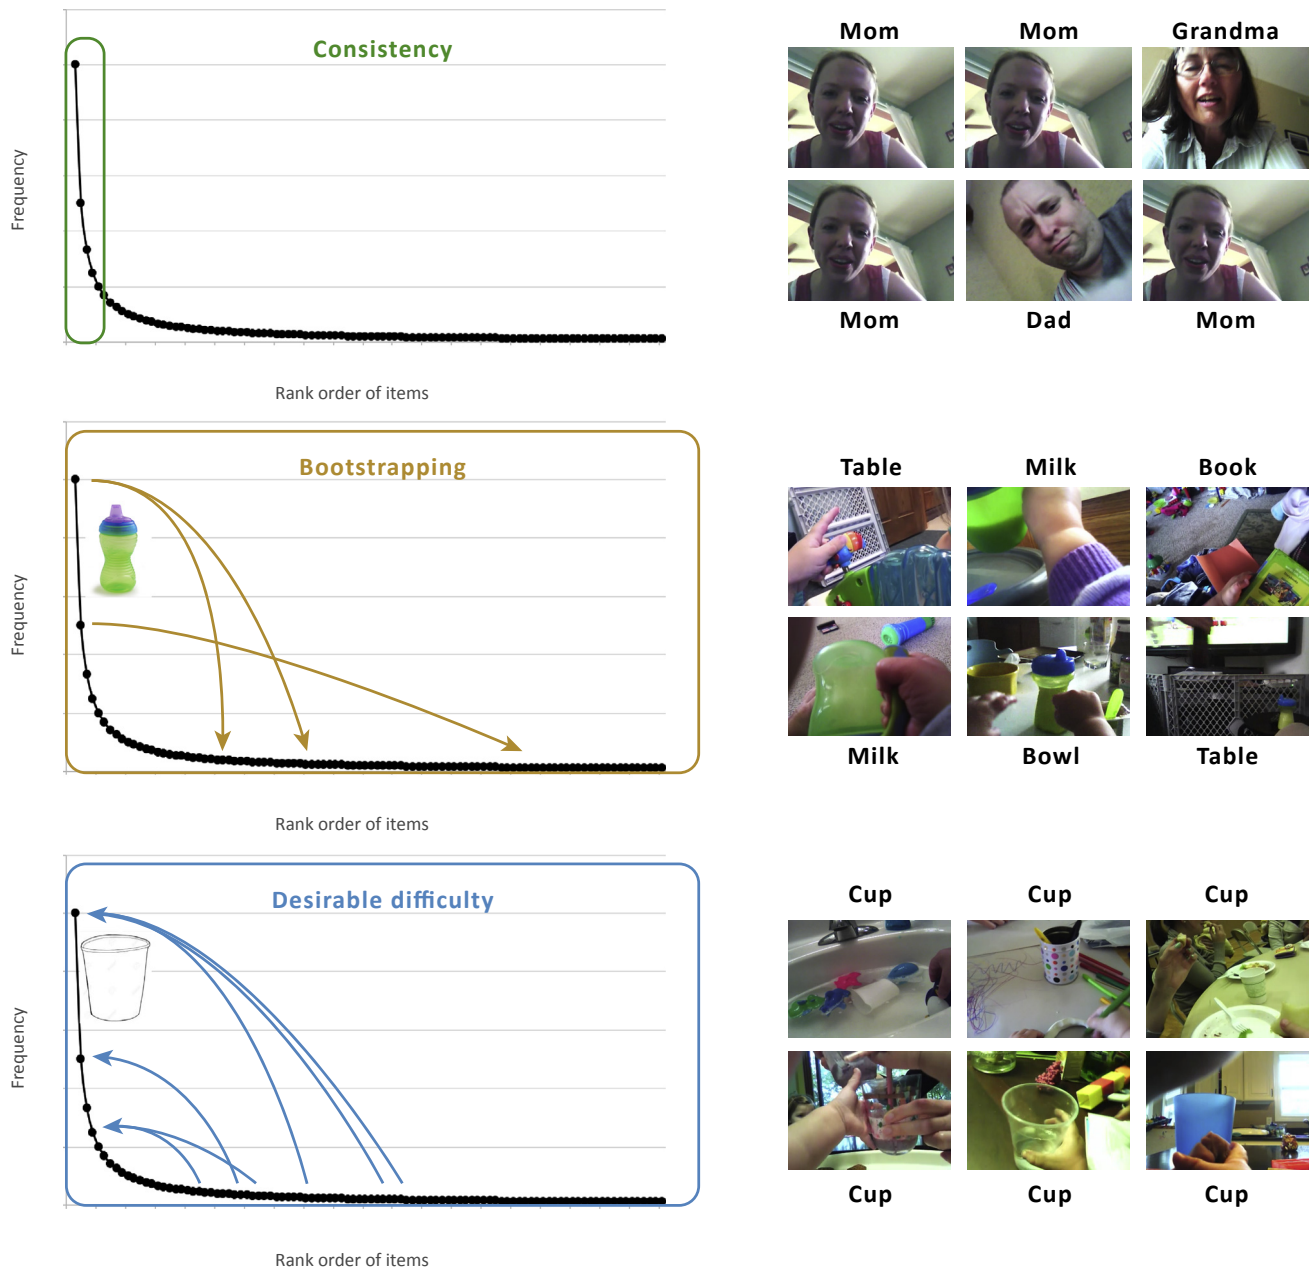 Consistency
Frequency
Rank order of items
Mom Mom Grandma
Mom Dad Mom
Bootstrapping
Frequency
Rank order of items
Table Milk Book
Milk Bowl Table
Desirable difficulty
Frequency
Rank order of items
Cup Cup Cup
Cup Cup Cup